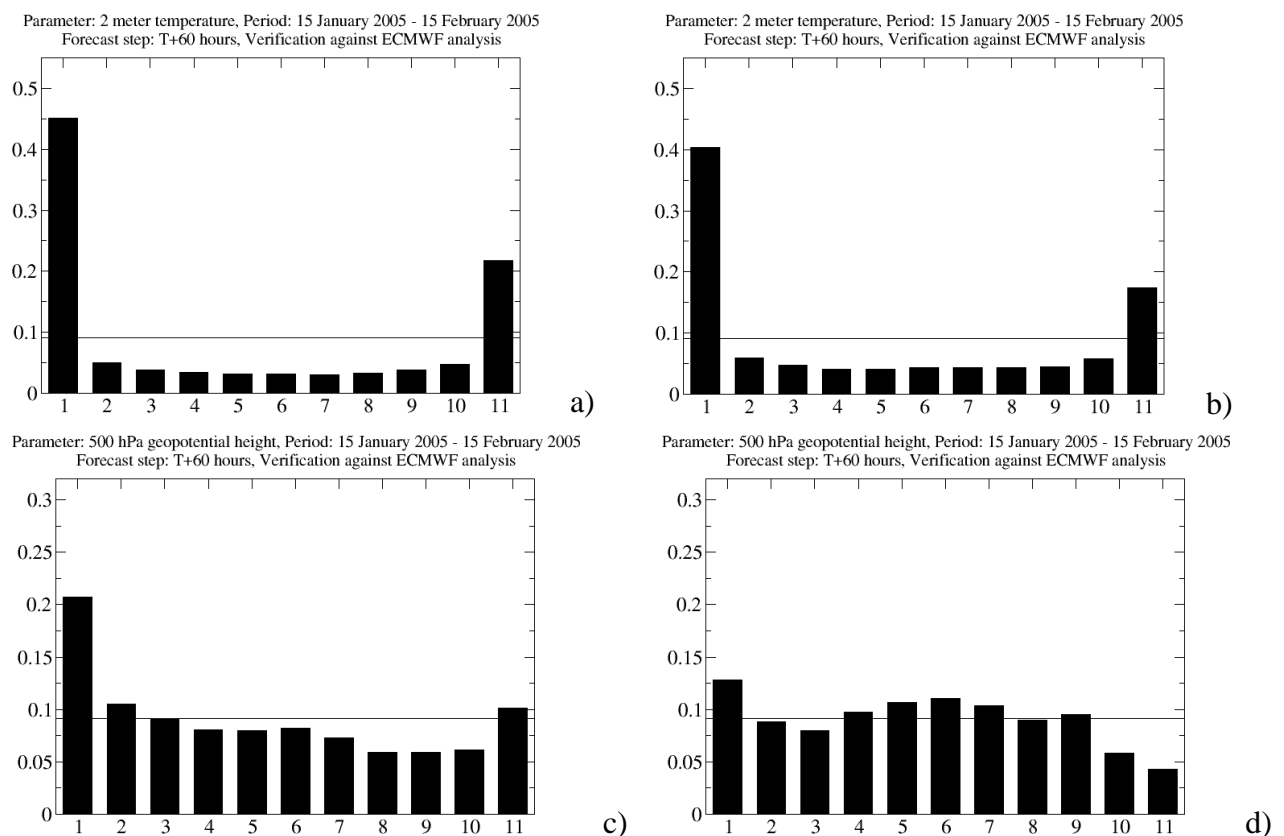 Parameter: 2 meter temperature, Period: 15 January 2005 - 15 February 2005
Forecast step: T+60 hours, Verification against ECMWF analysis
0.5
0.4
0.3
0.2
0.1
0
1 2 3 4 5 6 7 8 9 10 11
a)
Parameter: 2 meter temperature, Period: 15 January 2005 - 15 February 2005
Forecast step: T+60 hours, Verification against ECMWF analysis
0.5
0.4
0.3
0.2
0.1
0
1 2 3 4 5 6 7 8 9 10 11
b)
Parameter: 500 hPa geopotential height, Period: 15 January 2005 - 15 February 2005
Forecast step: T+60 hours, Verification against ECMWF analysis
0.3
0.25
0.2
0.15
0.1
0.05
0
1 2 3 4 5 6 7 8 9 10 11
c)
Parameter: 500 hPa geopotential height, Period: 15 January 2005 - 15 February 2005
Forecast step: T+60 hours, Verification against ECMWF analysis
0.3
0.25
0.2
0.15
0.1
0.05
0
1 2 3 4 5 6 7 8 9 10 11
d)